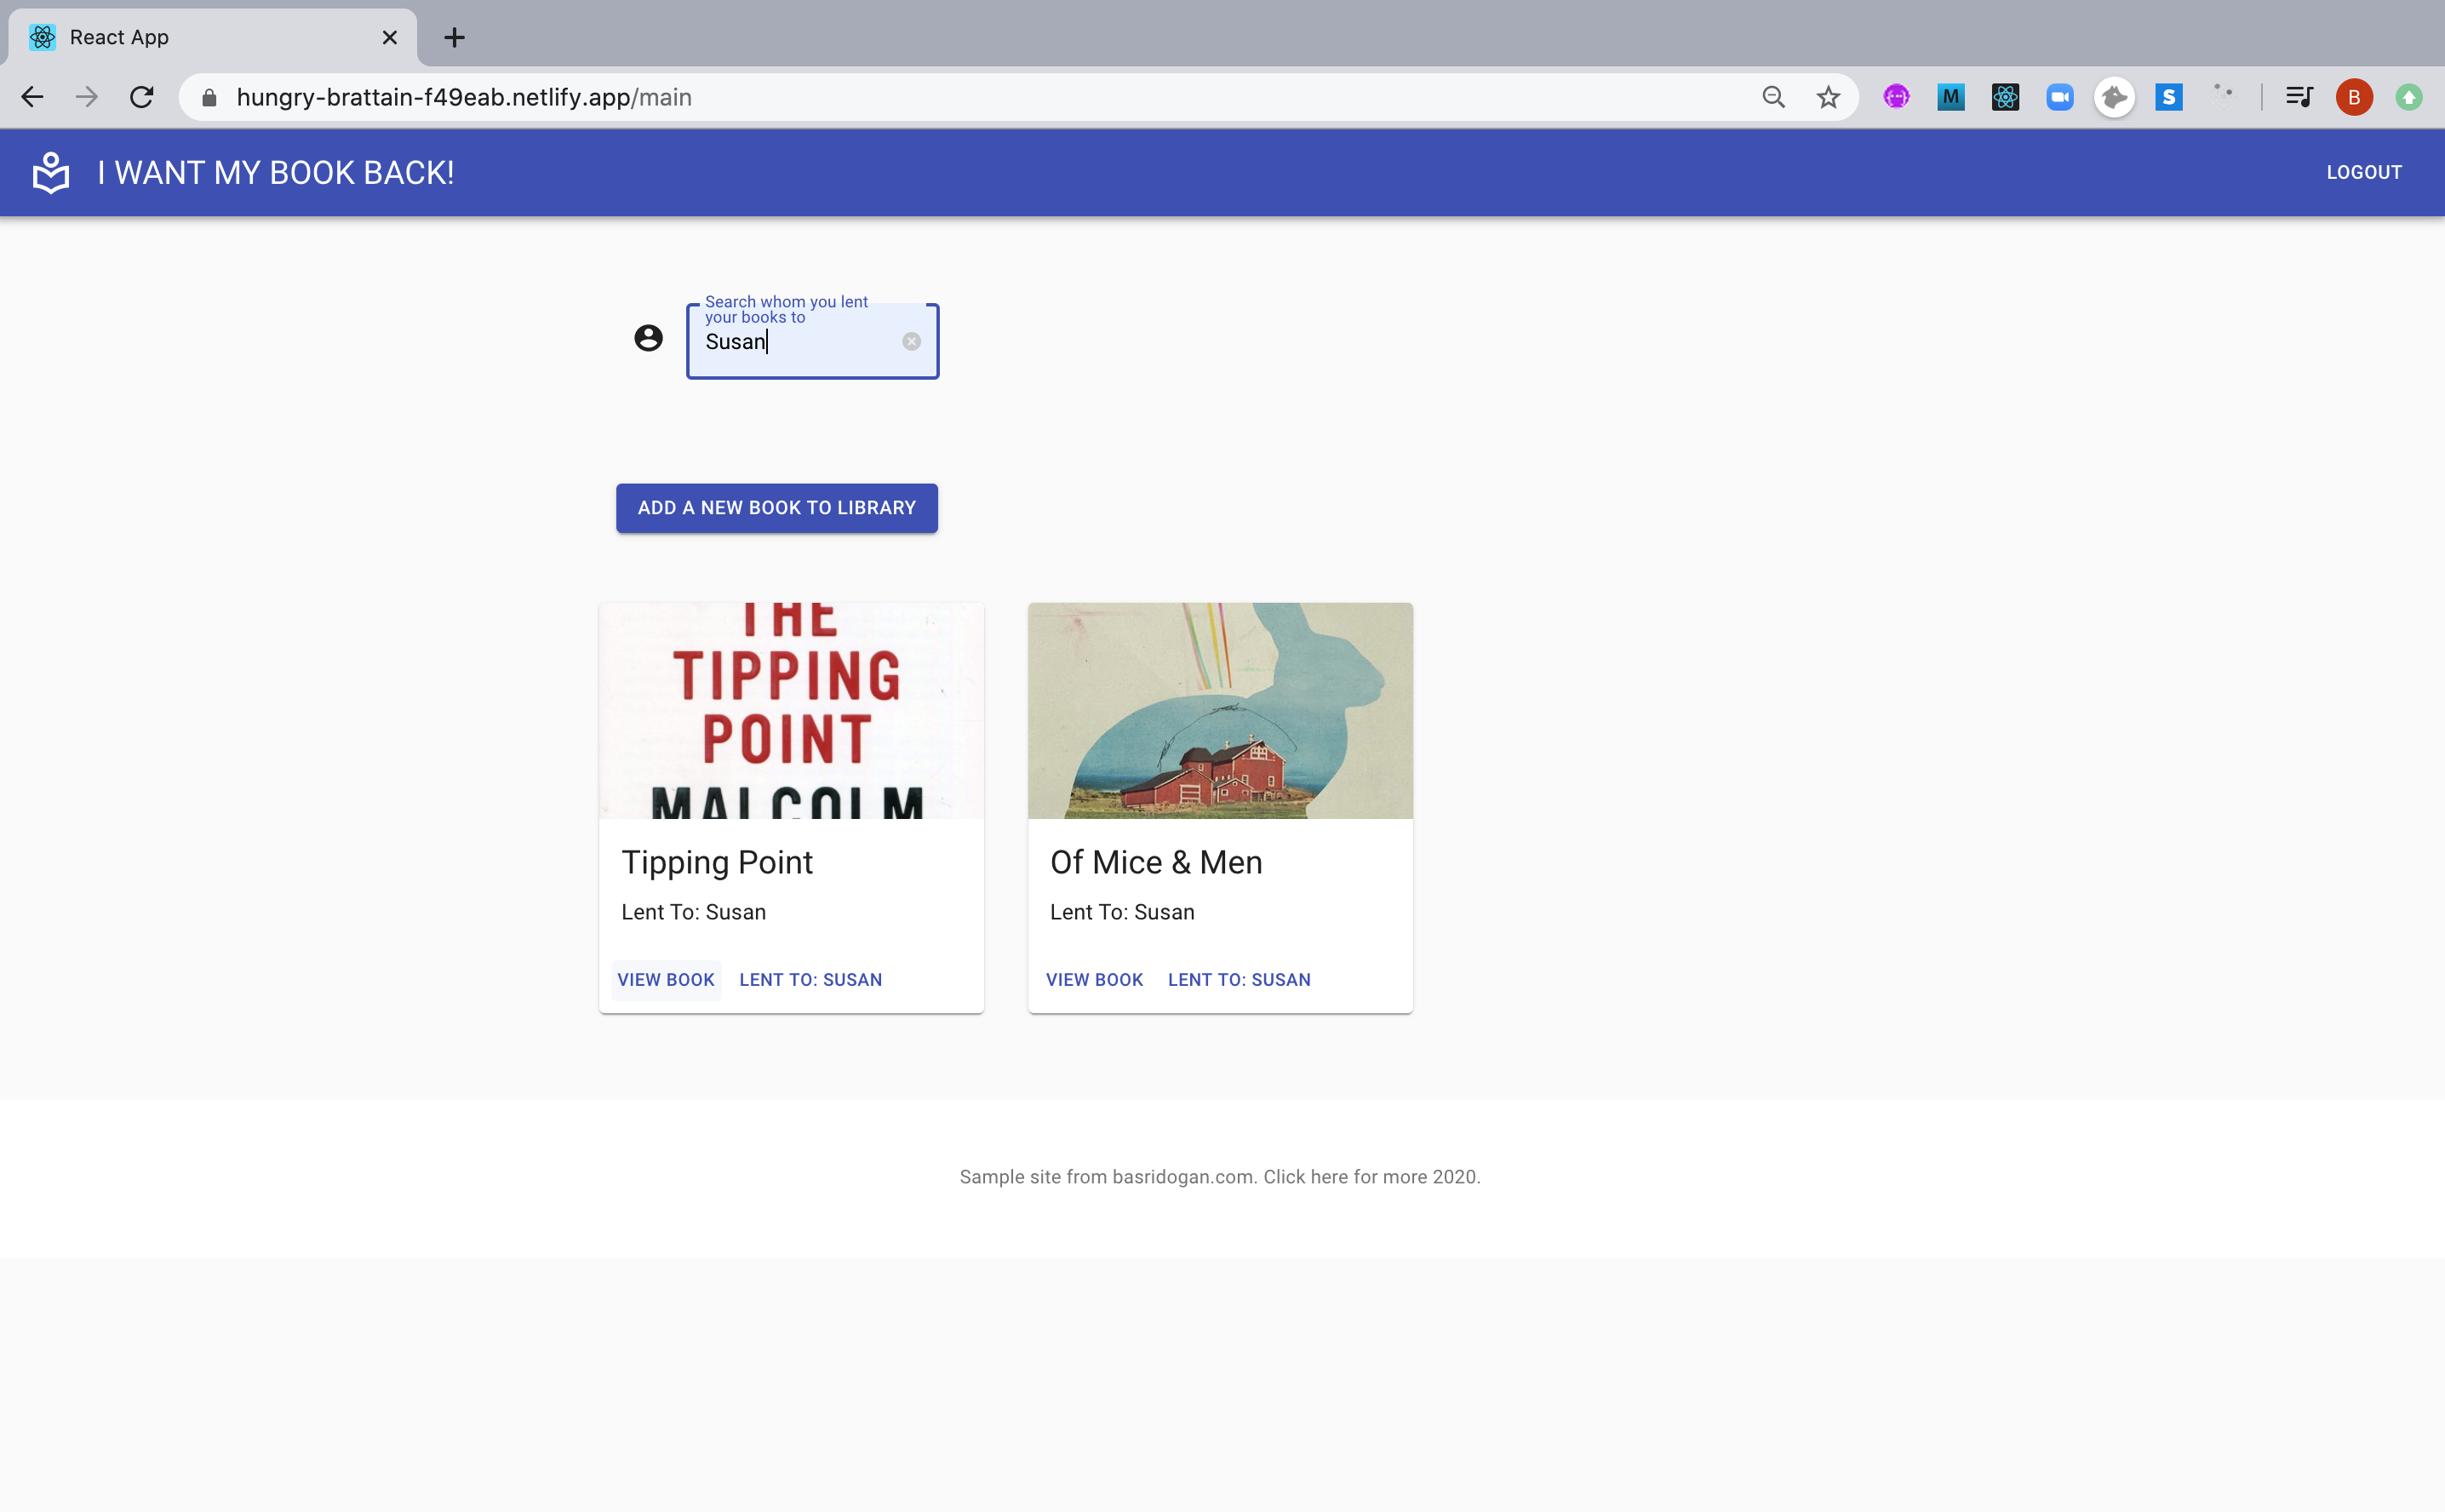 React App
hungry-brattain-f49eab.netlify.app/main
M
S
B
I WANT MY BOOK BACK!
LOGOUT
Search whom you lent
your books to
Susan
ADD A NEW BOOK TO LIBRARY
THE
TIPPING
POINT
MALCOLM
Tipping Point
Lent To: Susan
VIEW BOOK LENT TO: SUSAN
Of Mice & Men
Lent To: Susan
VIEW BOOK LENT TO: SUSAN
Sample site from basridogan.com. Click here for more 2020.